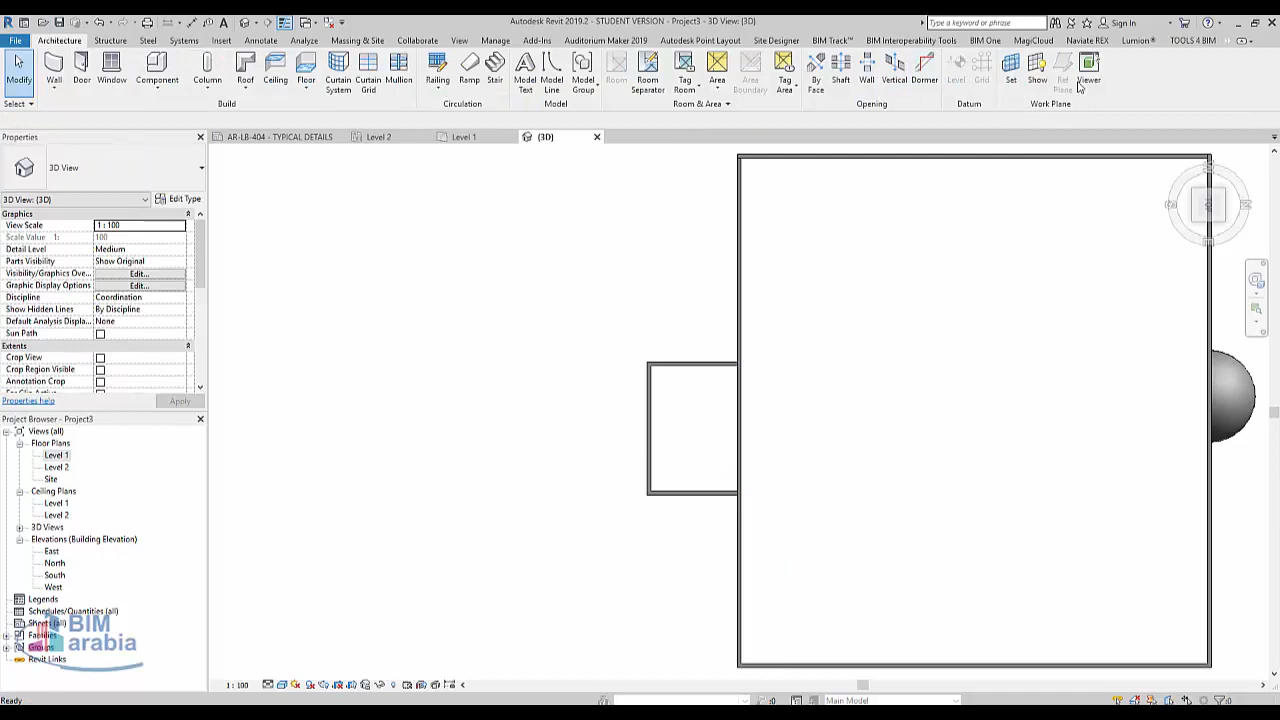 Autodesk Revit 2019.2 - STUDENT VERSION - Project3 - 3D View: {3D}
Type a keyword or phrase
Sign In
File Architecture Structure Steel Systems Insert Annotate Analyze Massing & Site Collaborate View Manage Add-Ins Auditorium Maker 2019 Autodesk Point Layout Site Designer BIM Track™ BIM Interoperability Tools BIM One MagiCloud Naviate REX Lumion® TOOLS 4 BIM
Modify Wall Door Window Component Column Roof Ceiling Floor Curtain System Curtain Grid Mullion Railing Ramp Stair Model Text Model Line Model Group Room Room Separator Tag Room Area Area Boundary Tag Area By Face Shaft Wall Vertical Dormer Level Grid Set Show Ref Plane Viewer
Select Build Circulation Model Room & Area Opening Datum Work Plane
Properties
AR-LB-404 - TYPICAL DETAILS Level 2 Level 1 {3D}
3D View
3D View: {3D} Edit Type
Graphics
View Scale 1 : 100
Scale Value 1: 100
Detail Level Medium
Parts Visibility Show Original
Visibility/Graphics Ove... Edit...
Graphic Display Options Edit...
Discipline Coordination
Show Hidden Lines By Discipline
Default Analysis Displa... None
Sun Path
Extents
Crop View
Crop Region Visible
Annotation Crop
Properties help Apply
Project Browser - Project3
Views (all)
Floor Plans
Level 1
Level 2
Site
Ceiling Plans
Level 1
Level 2
3D Views
Elevations (Building Elevation)
East
North
South
West
Legends
Schedules/Quantities (all)
Sheets (all)
Families
Groups
Revit Links
BIM
arabia
1 : 100
Ready
:0
Main Model
:0